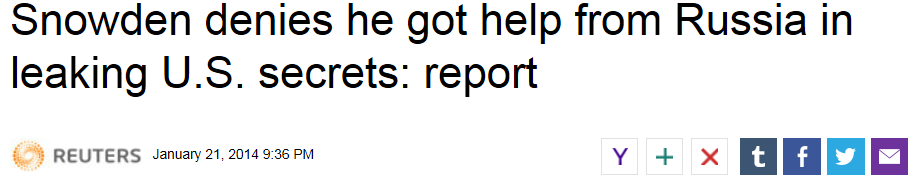 Snowden denies he got help from Russia in
leaking U.S. secrets: report
REUTERS January 21, 2014 9:36 PM Y + × t f